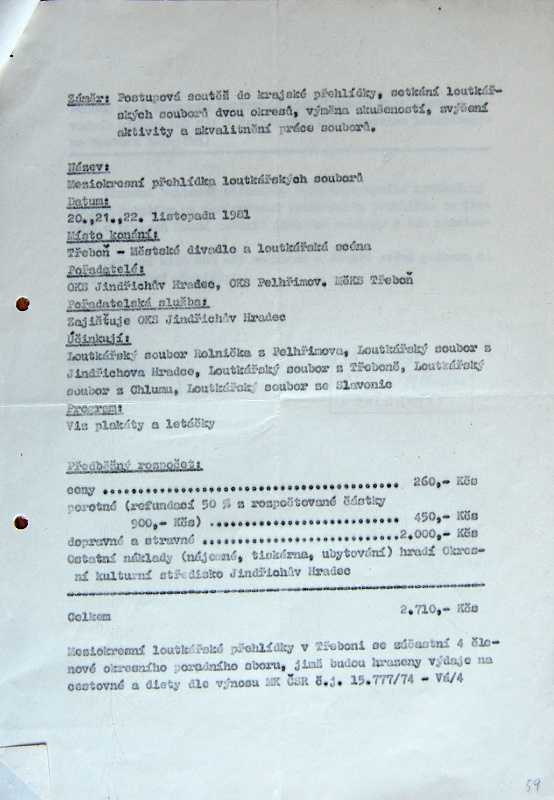 Záměr: Postupová soutěž do krajské přehlídky, setkání loutkář-
ských souborů dvou okresů, výměna zkušeností, zvýšení
aktivity a zkvalitnění práce souborů.
Název:
Meziokresní přehlídka loutkářských souborů
Datum:
20.,21.,22. listopadu 1981
Místo konání:
Třeboň - Městské divadlo a loutkářská scéna
Pořadatelé:
OKS Jindřichův Hradec, OKS Pelhřimov. MěKS Třeboň
Pořadatelská služba:
Zajišťuje OKS Jindřichův Hradec
Účinkují:
Loutkářský soubor Rolnička z Pelhřimova, Loutkářský soubor z
Jindřichova Hradce, Loutkářský soubor z Třeboně, Loutkářský
soubor z Chlumu, Loutkářský soubor ze Slavonic
Program:
Viz plakáty a letáčky
Předběžný rozpočet:
ceny ........................................ 260,- Kčs
porotné (refundací 50 % z rozpočtované částky
900,- Kčs) .......................... 450,- Kčs
dopravné a stravné ..........................2.000,- Kčs
Ostatní náklady (nájemné, tiskárna, ubytování) hradí Okres-
ní kulturní středisko Jindřichův Hradec
Celkem 2.710,- Kčs
Meziokresní loutkářské přehlídky v Třeboni se zúčastní 4 čle-
nové okresního poradního sboru, jimž budou hrazeny výdaje na
cestovné a diety dle výnosu MK ČSR č.j. 15.777/74 - Vá/4
59